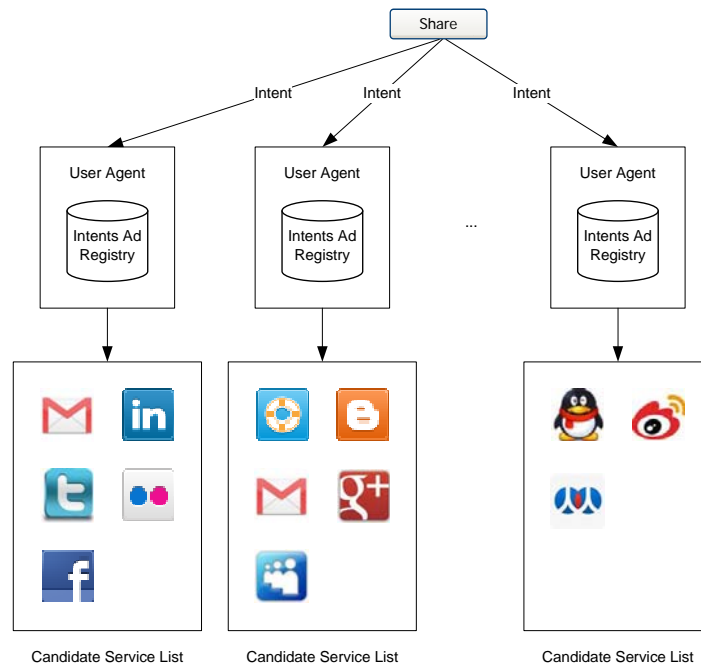 Share
Intent
Intent
Intent
User Agent
User Agent
User Agent
Intents Ad
Registry
Intents Ad
Registry
...
Intents Ad
Registry
in
t
g+
f
Candidate Service List
Candidate Service List
Candidate Service List